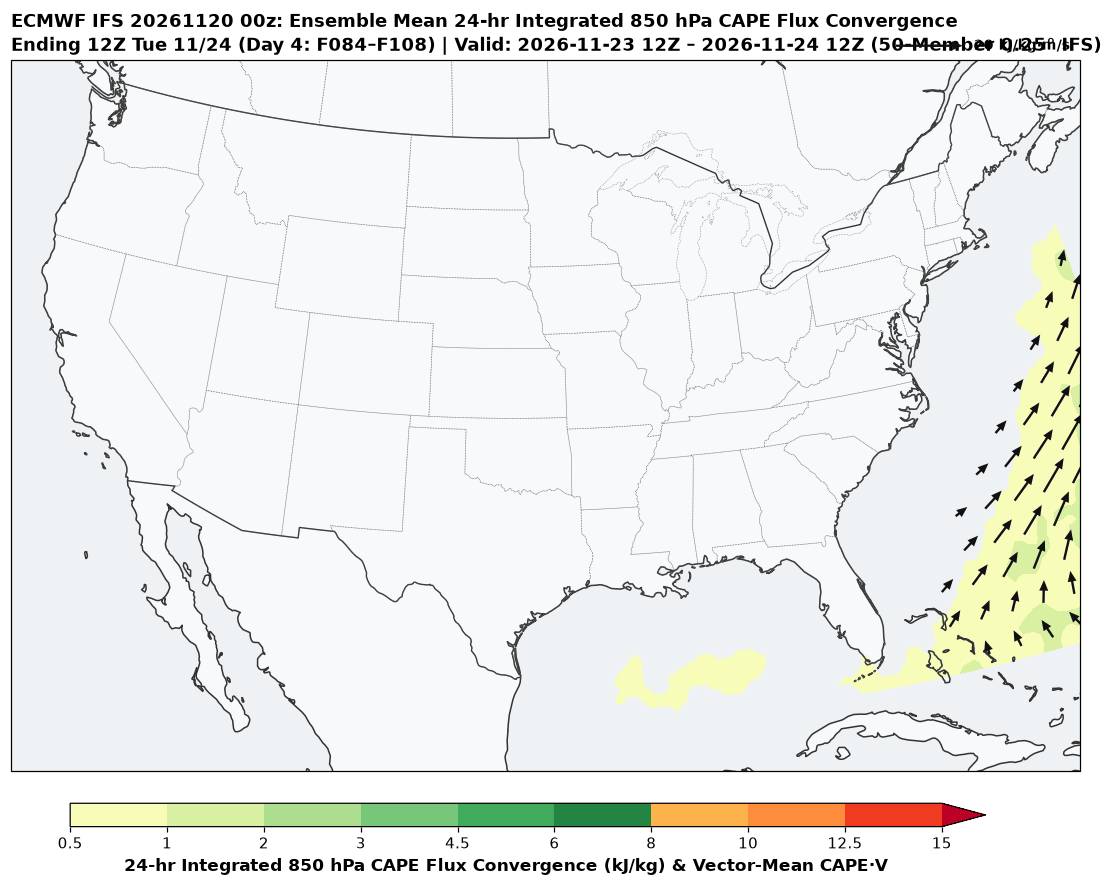 ECMWF IFS 20261120 00z: Ensemble Mean 24-hr Integrated 850 hPa CAPE Flux Convergence
Ending 12Z Tue 11/24 (Day 4: F084–F108) | Valid: 2026-11-23 12Z – 2026-11-24 12Z (50-Member 0.25° IFS)
0.5 1 2 3 4.5 6 8 10 12.5 15
24-hr Integrated 850 hPa CAPE Flux Convergence (kJ/kg) & Vector-Mean CAPE·V